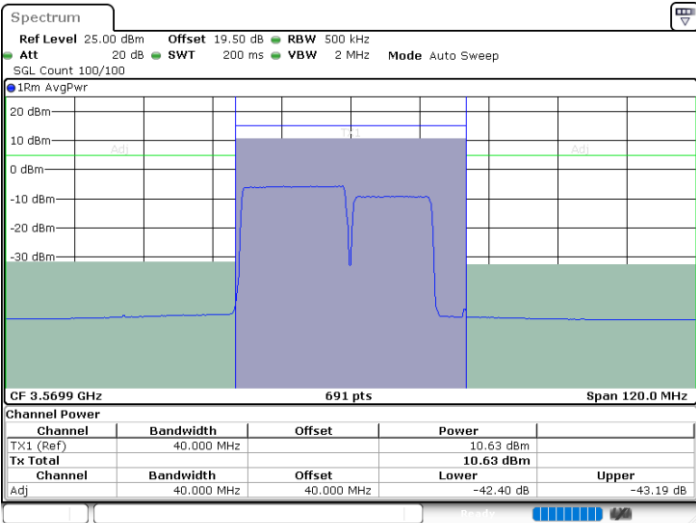 Spectrum
Ref Level 25.00 dBm Offset 19.50 dB RBW 500 kHz
Att 20 dB SWT 200 ms VBW 2 MHz Mode Auto Sweep
SGL Count 100/100
1Rm AvgPwr
20 dBm
TX1
10 dBm
Adj Adj
0 dBm
-10 dBm
-20 dBm
-30 dBm
CF 3.5699 GHz 691 pts Span 120.0 MHz
Channel Power
Channel Bandwidth Offset Power
TX1 (Ref) 40.000 MHz 10.63 dBm
Tx Total 10.63 dBm
Channel Bandwidth Offset Lower Upper
Adj 40.000 MHz 40.000 MHz -42.40 dB -43.19 dB
Ready